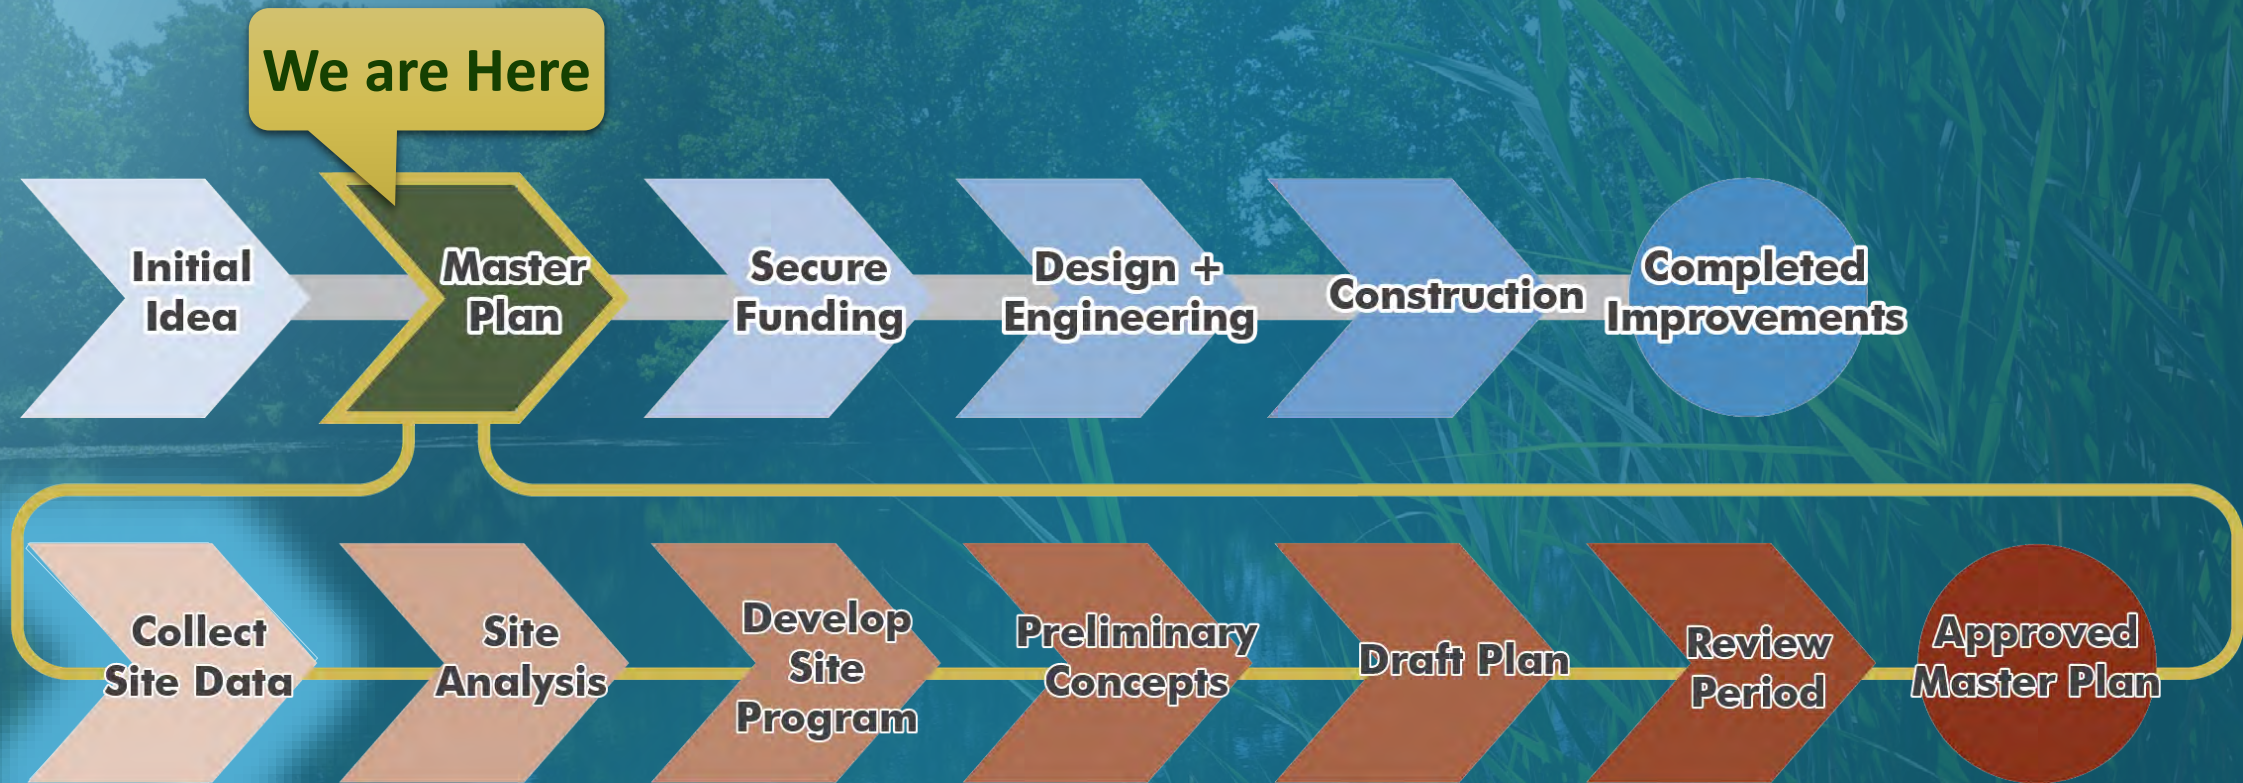 We are Here
Initial
Idea
Master
Plan
Secure
Funding
Design +
Engineering
Construction
Completed
Improvements
Collect
Site Data
Site
Analysis
Develop
Site
Program
Preliminary
Concepts
Draft Plan
Review
Period
Approved
Master Plan